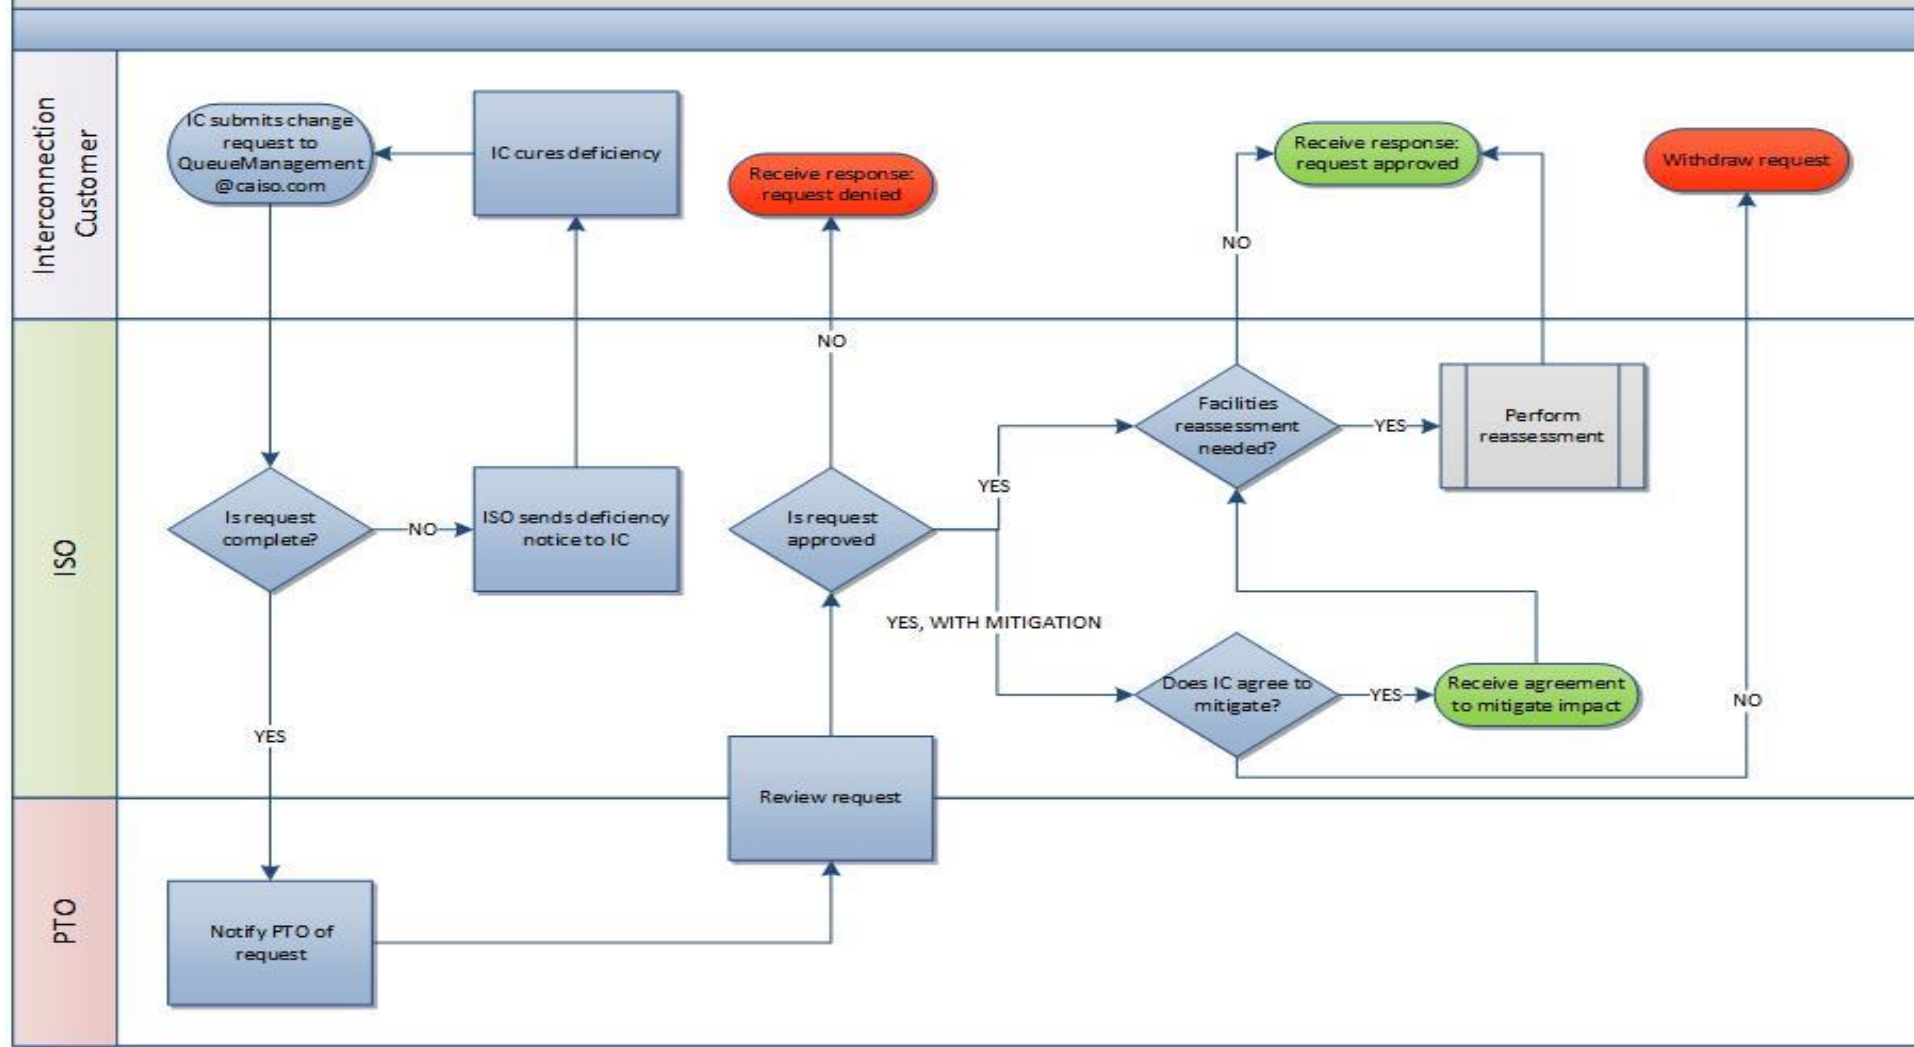 Interconnection
Customer
IC submits change
request to
QueueManagement
@caiso.com
IC cures deficiency
Receive response:
request denied
Receive response:
request approved
Withdraw request
NO
ISO
NO
Is request
complete?
NO
ISO sends deficiency
notice to IC
Is request
approved
YES
Facilities
reassessment
needed?
YES
Perform
reassessment
YES, WITH MITIGATION
Does IC agree to
mitigate?
YES
Receive agreement
to mitigate impact
NO
YES
Review request
PTO
Notify PTO of
request